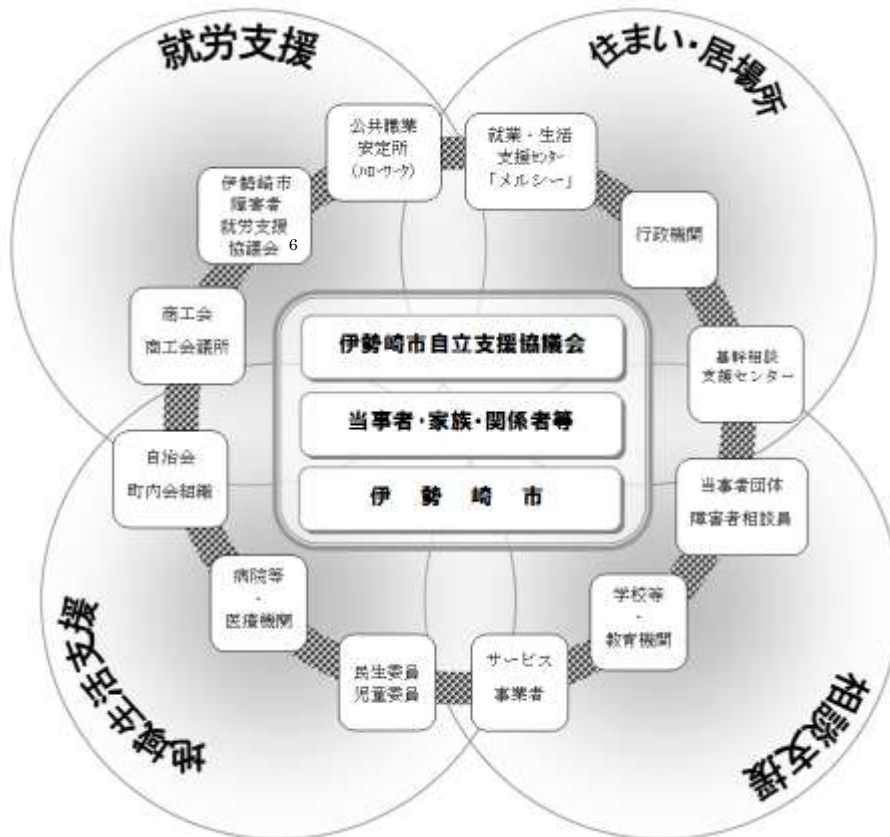 就労支援
住まい・居場所
公共職業
安定所
(ハローワーク)
就業・生活
支援センター
「メルシー」
伊勢崎市
障害者
就労支援
協議会 6
行政機関
商工会
商工会議所
伊勢崎市自立支援協議会
基幹相談
支援センター
当事者・家族・関係者等
自治会
町内会組織
伊勢崎市
当事者団体
障害者相談員
病院等
・
医療機関
学校等
・
教育機関
民生委員
児童委員
サービス
事業者
地域生活支援
相談支援